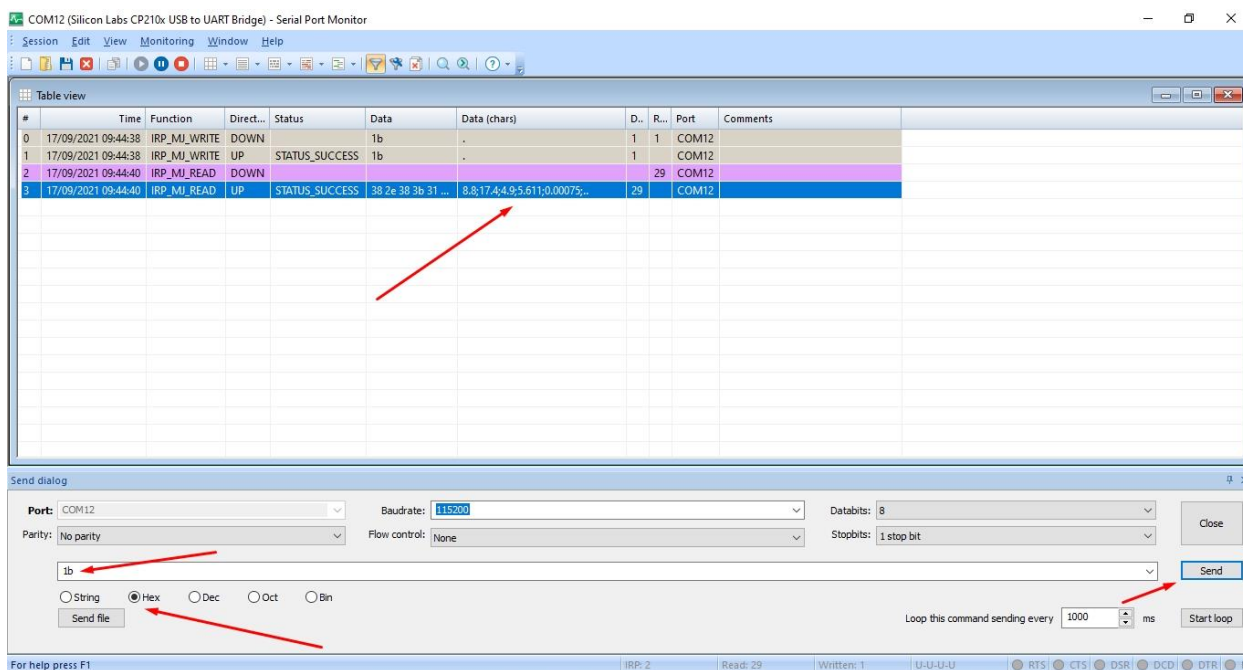 COM12 (Silicon Labs CP210x USB to UART Bridge) - Serial Port Monitor
Session Edit View Monitoring Window Help
Table view
# Time Function Direct... Status Data Data (chars) D.. R... Port Comments
0 17/09/2021 09:44:38 IRP_MJ_WRITE DOWN 1b . 1 1 COM12
1 17/09/2021 09:44:38 IRP_MJ_WRITE UP STATUS_SUCCESS 1b . 1 COM12
2 17/09/2021 09:44:40 IRP_MJ_READ DOWN 29 COM12
3 17/09/2021 09:44:40 IRP_MJ_READ UP STATUS_SUCCESS 38 2e 38 3b 31 ... 8.8;17.4;4.9;5.611;0.00075;.. 29 COM12
Send dialog
Port: COM12 Baudrate: 115200 Databits: 8 Close
Parity: No parity Flow control: None Stopbits: 1 stop bit
1b Send
String Hex Dec Oct Bin
Send file Loop this command sending every 1000 ms Start loop
For help press F1 IRP: 2 Read: 29 Written: 1 U-U-U-U RTS CTS DSR DCD DTR